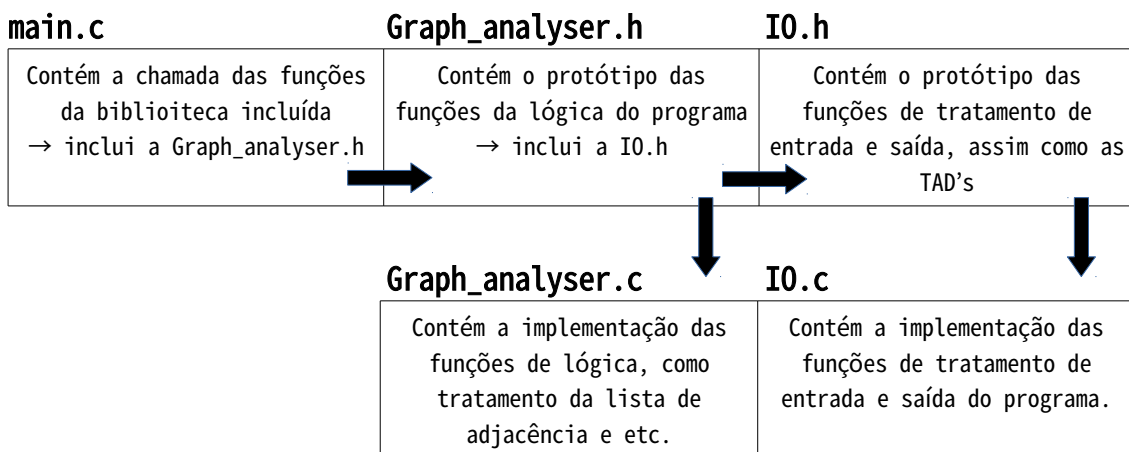 main.c
Contém a chamada das funções
da biblioiteca incluída
→ inclui a Graph_analyser.h
Graph_analyser.h
Contém o protótipo das
funções da lógica do programa
→ inclui a IO.h
IO.h
Contém o protótipo das
funções de tratamento de
entrada e saída, assim como as
TAD's
Graph_analyser.c
Contém a implementação das
funções de lógica, como
tratamento da lista de
adjacência e etc.
IO.c
Contém a implementação das
funções de tratamento de
entrada e saída do programa.